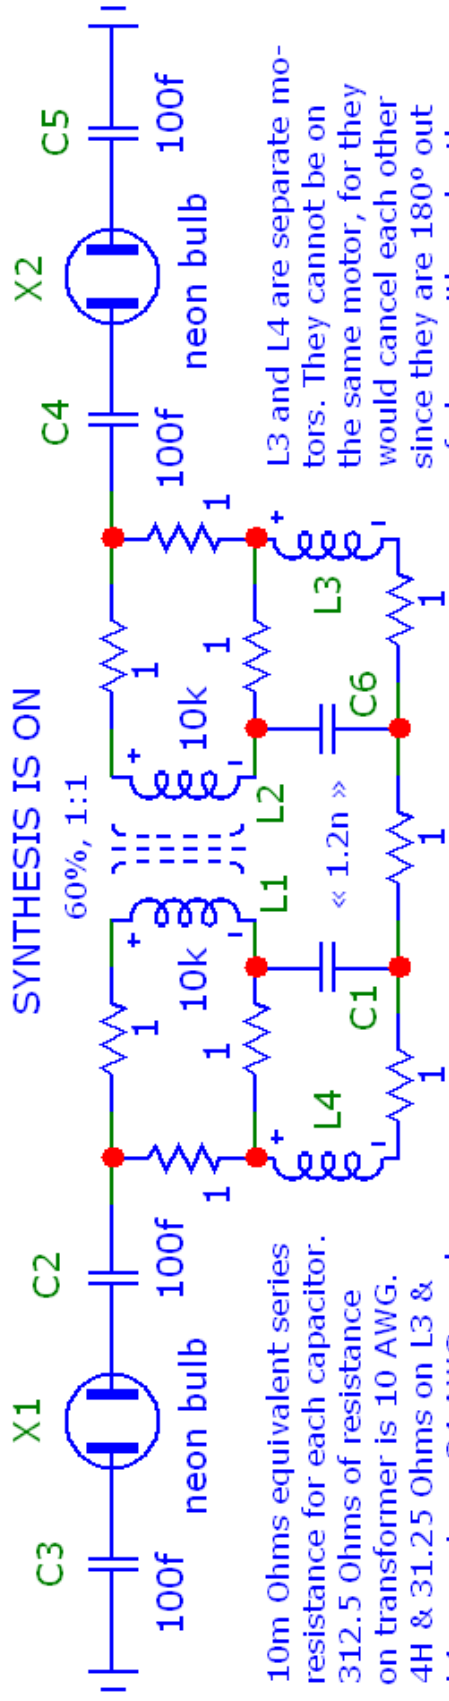 SYNTHESIS IS ON
60%, 1:1
C3
X1
C2
100f
neon bulb
100f
1
1
1
10k
10k
1
1
1
C4
X2
C5
100f
neon bulb
100f
L1
L2
L4
L3
C1
« 1.2n »
C6
1
1
1
10m Ohms equivalent series
resistance for each capacitor.
312.5 Ohms of resistance
on transformer is 10 AWG.
4H & 31.25 Ohms on L3 &
L3 and L4 are separate mo-
tors. They cannot be on
the same motor, for they
would cancel each other
since they are 180º out